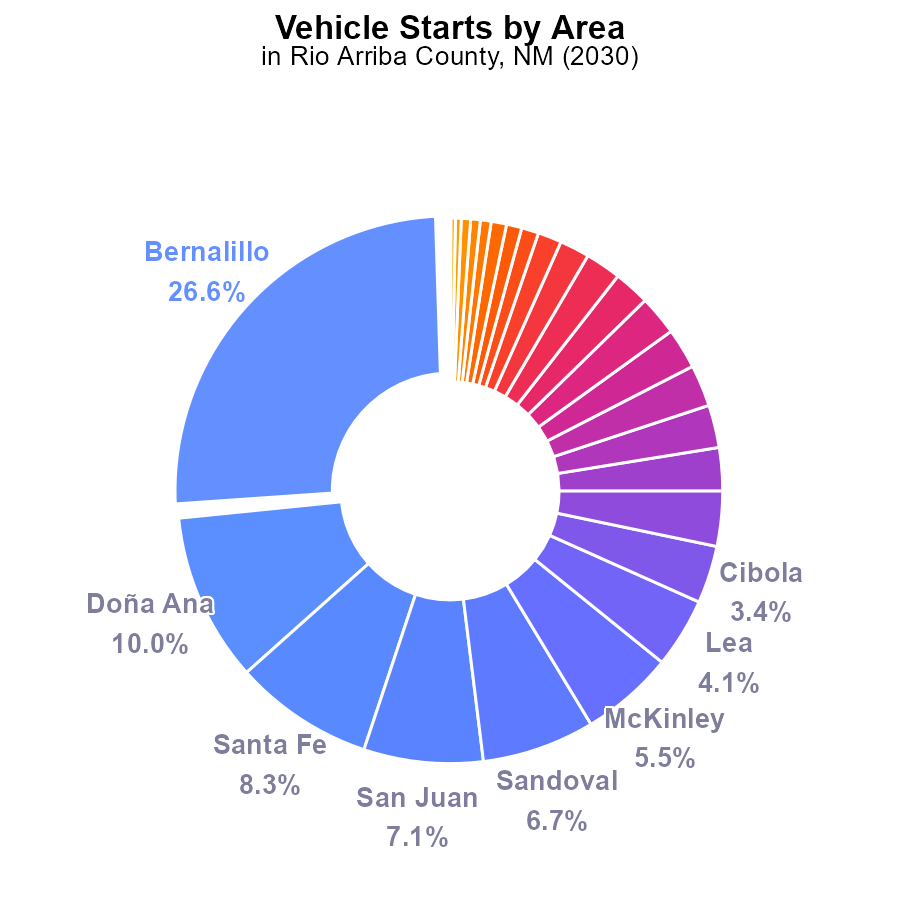 Vehicle Starts by Area
in Rio Arriba County, NM (2030)
Bernalillo
26.6%
Doña Ana
10.0%
Santa Fe
8.3%
San Juan
7.1%
Sandoval
6.7%
McKinley
5.5%
Lea
4.1%
Cibola
3.4%